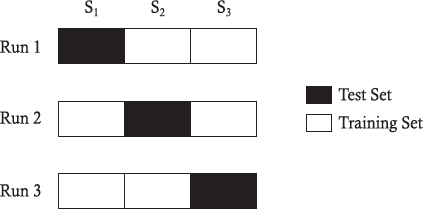 S1 S2 S3
Run 1
Run 2
Test Set
Training Set
Run 3